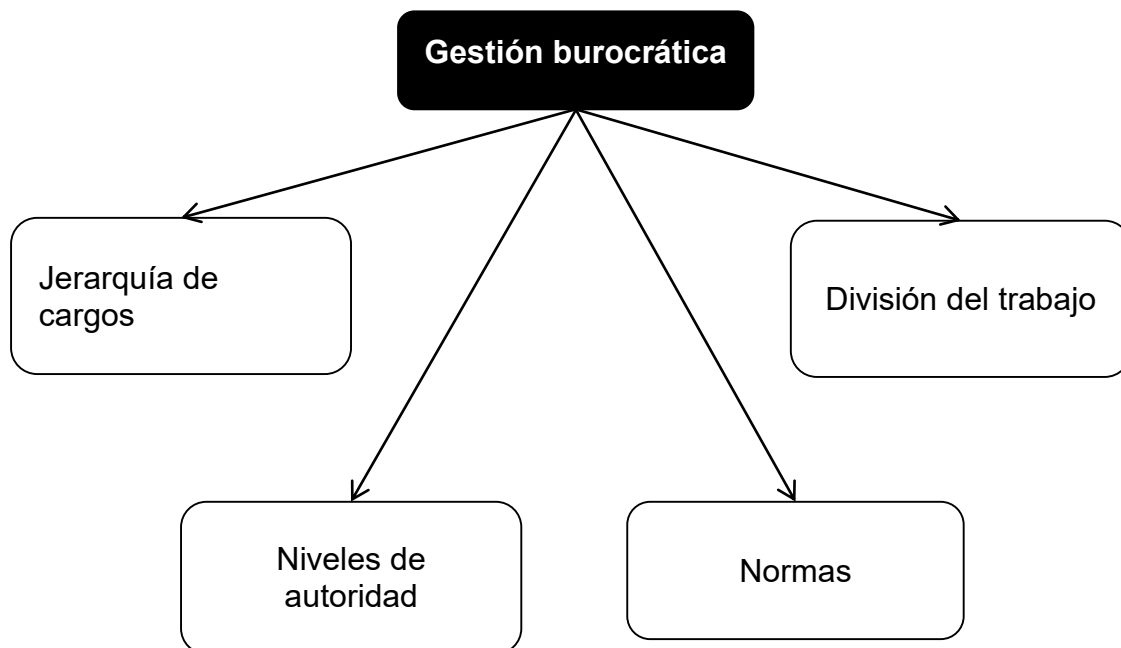 Gestión burocrática
Jerarquía de
cargos
División del trabajo
Niveles de
autoridad
Normas